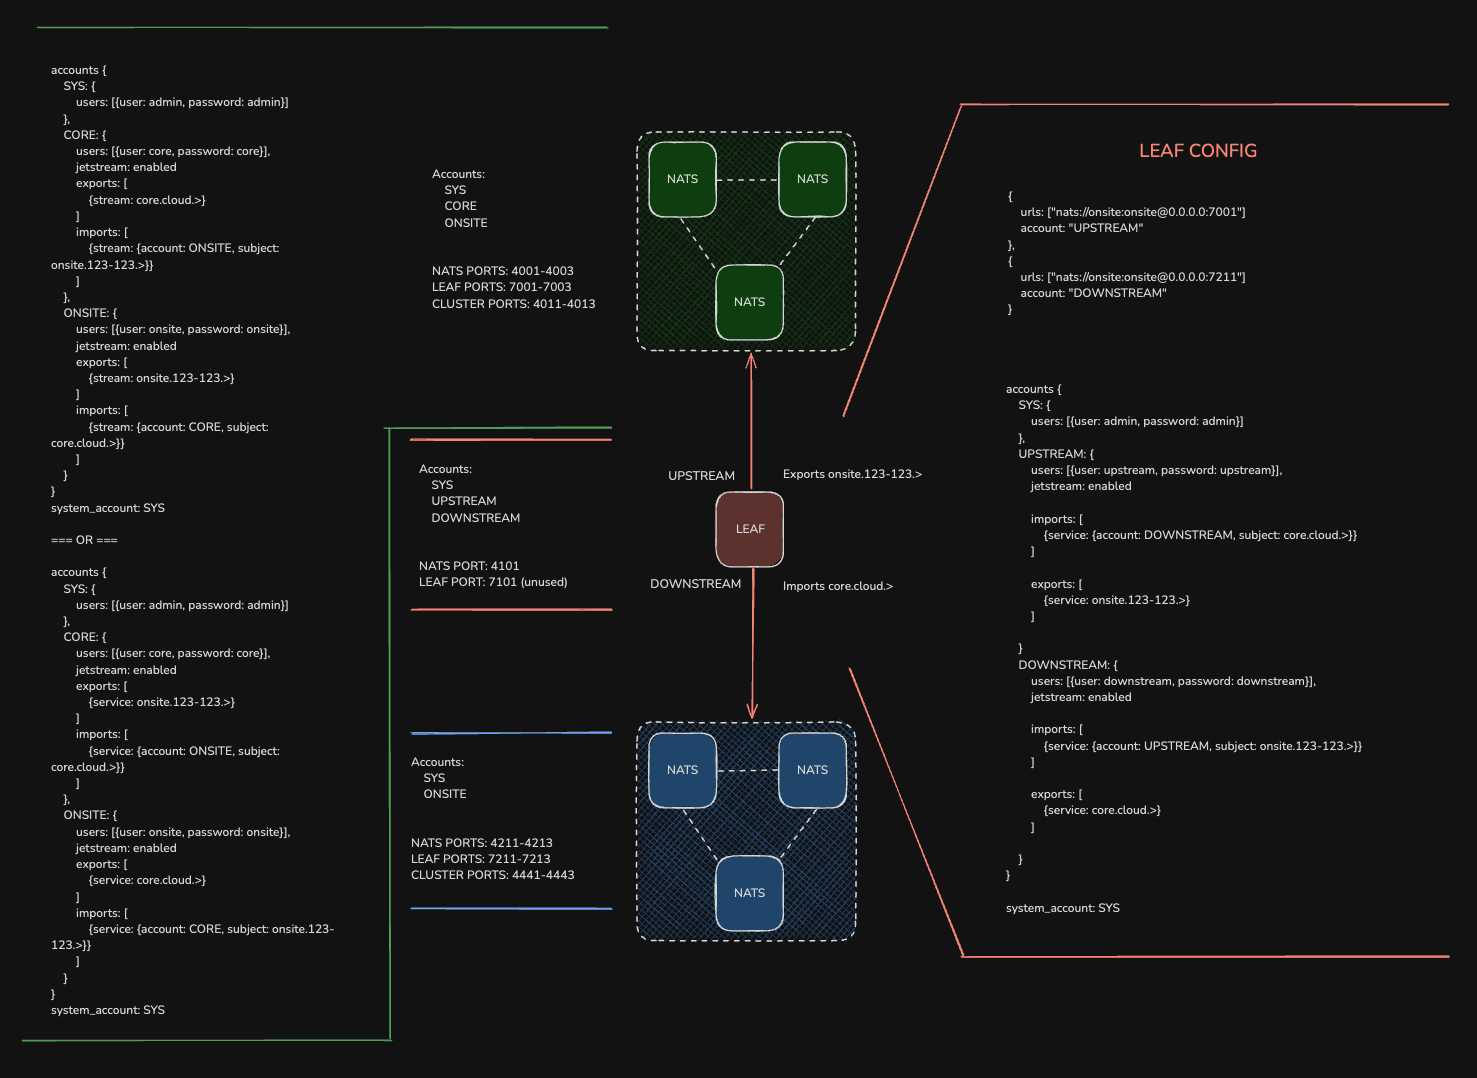 accounts {
SYS: {
users: [{user: admin, password: admin}]
},
CORE: {
users: [{user: core, password: core}],
jetstream: enabled
exports: [
{stream: core.cloud.>}
]
imports: [
{stream: {account: ONSITE, subject:
onsite.123-123.>}}
]
},
ONSITE: {
users: [{user: onsite, password: onsite}],
jetstream: enabled
exports: [
{stream: onsite.123-123.>}
]
imports: [
{stream: {account: CORE, subject:
core.cloud.>}}
]
}
}
system_account: SYS
=== OR ===
accounts {
SYS: {
users: [{user: admin, password: admin}]
},
CORE: {
users: [{user: core, password: core}],
jetstream: enabled
exports: [
{service: onsite.123-123.>}
]
imports: [
{service: {account: ONSITE, subject:
core.cloud.>}}
]
},
ONSITE: {
users: [{user: onsite, password: onsite}],
jetstream: enabled
exports: [
{service: core.cloud.>}
]
imports: [
{service: {account: CORE, subject: onsite.123-
123.>}}
]
}
}
system_account: SYS
Accounts:
SYS
CORE
ONSITE
NATS PORTS: 4001-4003
LEAF PORTS: 7001-7003
CLUSTER PORTS: 4011-4013
NATS
NATS
NATS
Accounts:
SYS
UPSTREAM
DOWNSTREAM
NATS PORT: 4101
LEAF PORT: 7101 (unused)
UPSTREAM
Exports onsite.123-123.>
LEAF
DOWNSTREAM
Imports core.cloud.>
Accounts:
SYS
ONSITE
NATS PORTS: 4211-4213
LEAF PORTS: 7211-7213
CLUSTER PORTS: 4441-4443
NATS
NATS
NATS
LEAF CONFIG
{
urls: ["nats://onsite:onsite@0.0.0.0:7001"]
account: "UPSTREAM"
},
{
urls: ["nats://onsite:onsite@0.0.0.0:7211"]
account: "DOWNSTREAM"
}
accounts {
SYS: {
users: [{user: admin, password: admin}]
},
UPSTREAM: {
users: [{user: upstream, password: upstream}],
jetstream: enabled
imports: [
{service: {account: DOWNSTREAM, subject: core.cloud.>}}
]
exports: [
{service: onsite.123-123.>}
]
}
DOWNSTREAM: {
users: [{user: downstream, password: downstream}],
jetstream: enabled
imports: [
{service: {account: UPSTREAM, subject: onsite.123-123.>}}
]
exports: [
{service: core.cloud.>}
]
}
}
system_account: SYS